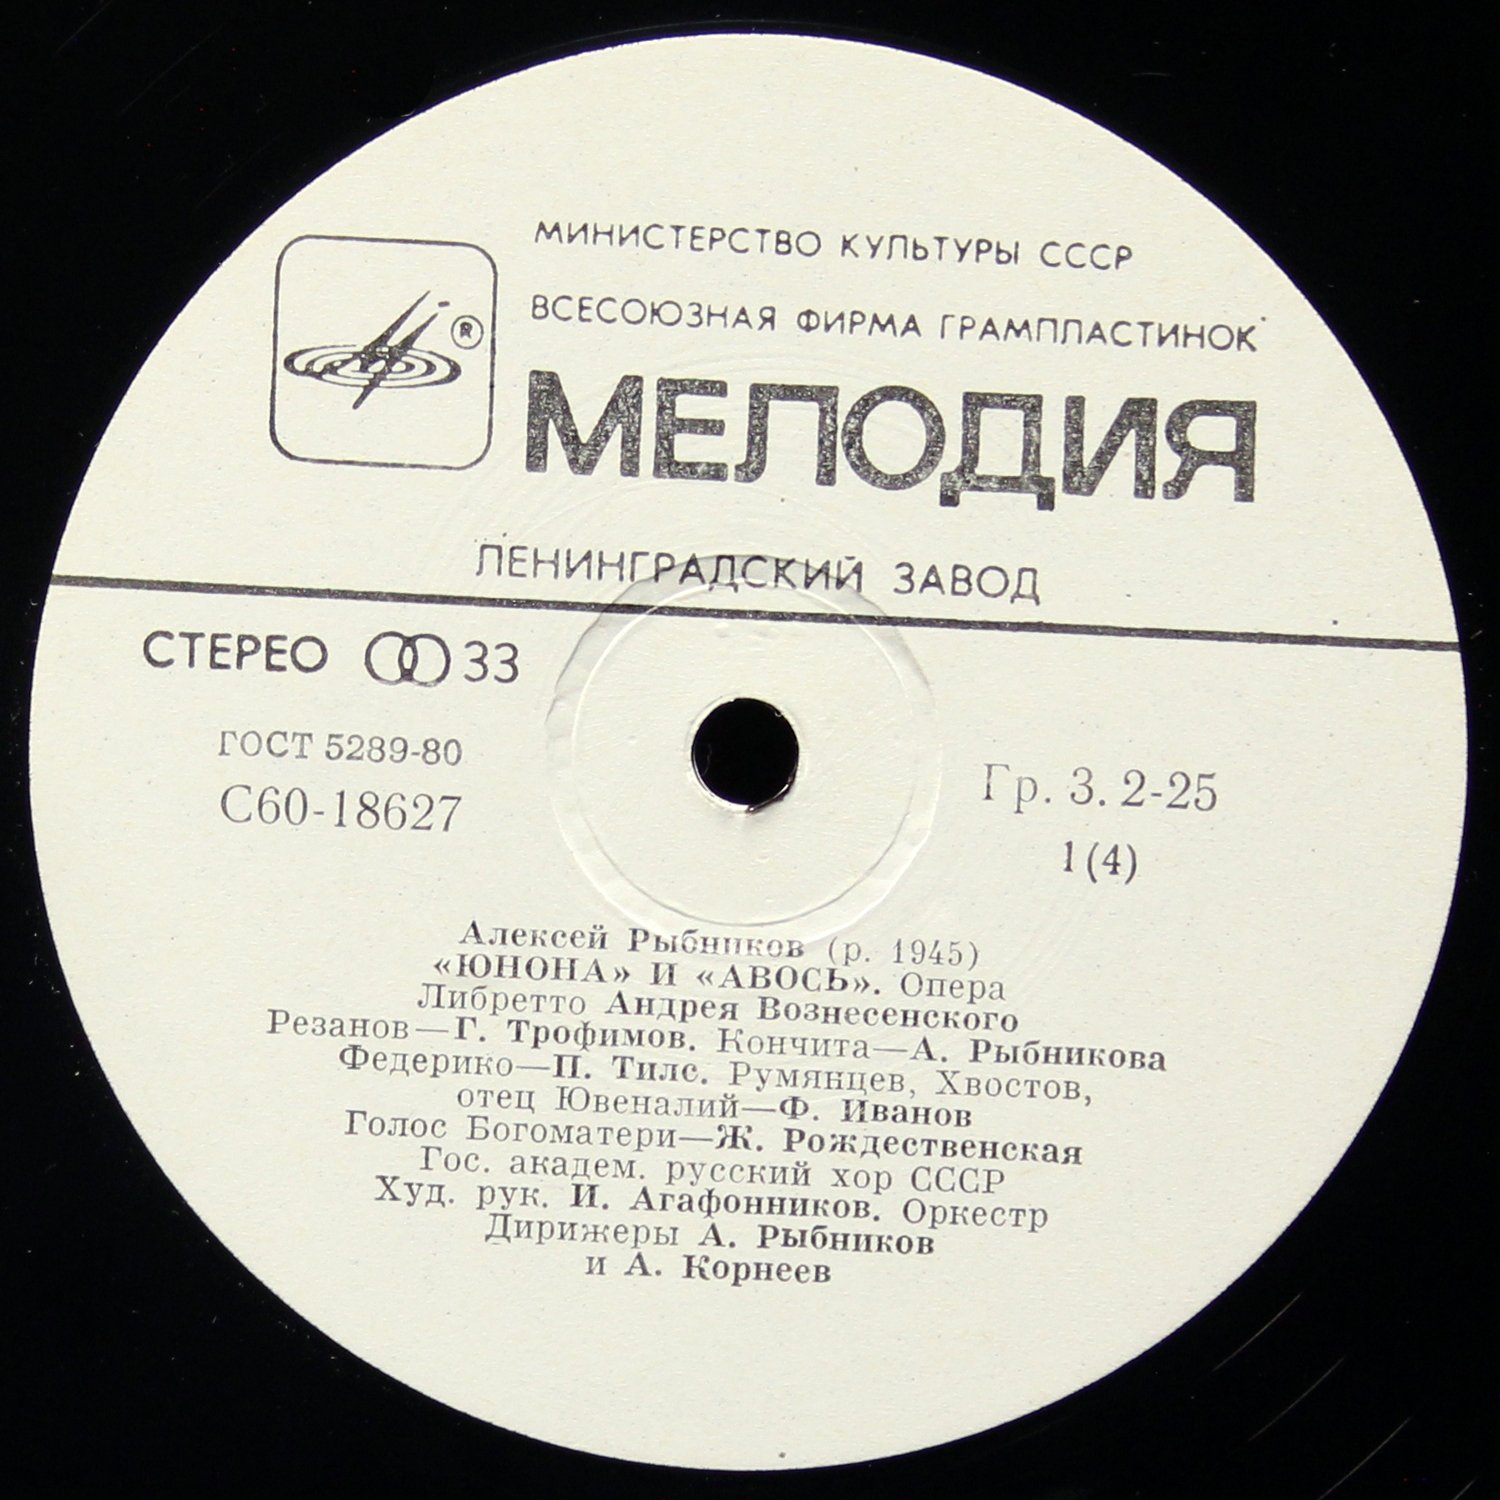 МИНИСТЕРСТВО КУЛЬТУРЫ СССР
ВСЕСОЮЗНАЯ ФИРМА ГРАМПЛАСТИНОК
®
МЕЛОДИЯ
ЛЕНИНГРАДСКИЙ ЗАВОД
СТЕРЕО 33
ГОСТ 5289-80
С60-18627
Гр. 3. 2-25
1 (4)
Алексей Рыбников (р. 1945)
«ЮНОНА» И «АВОСЬ». Опера
Либретто Андрея Вознесенского
Резанов—Г. Трофимов. Кончита—А. Рыбникова
Федерико—П. Тилс. Румянцев, Хвостов,
отец Ювеналий—Ф. Иванов
Голос Богоматери—Ж. Рождественская
Гос. академ. русский хор СССР
Худ. рук. И. Агафонников. Оркестр
Дирижеры А. Рыбников
и А. Корнеев